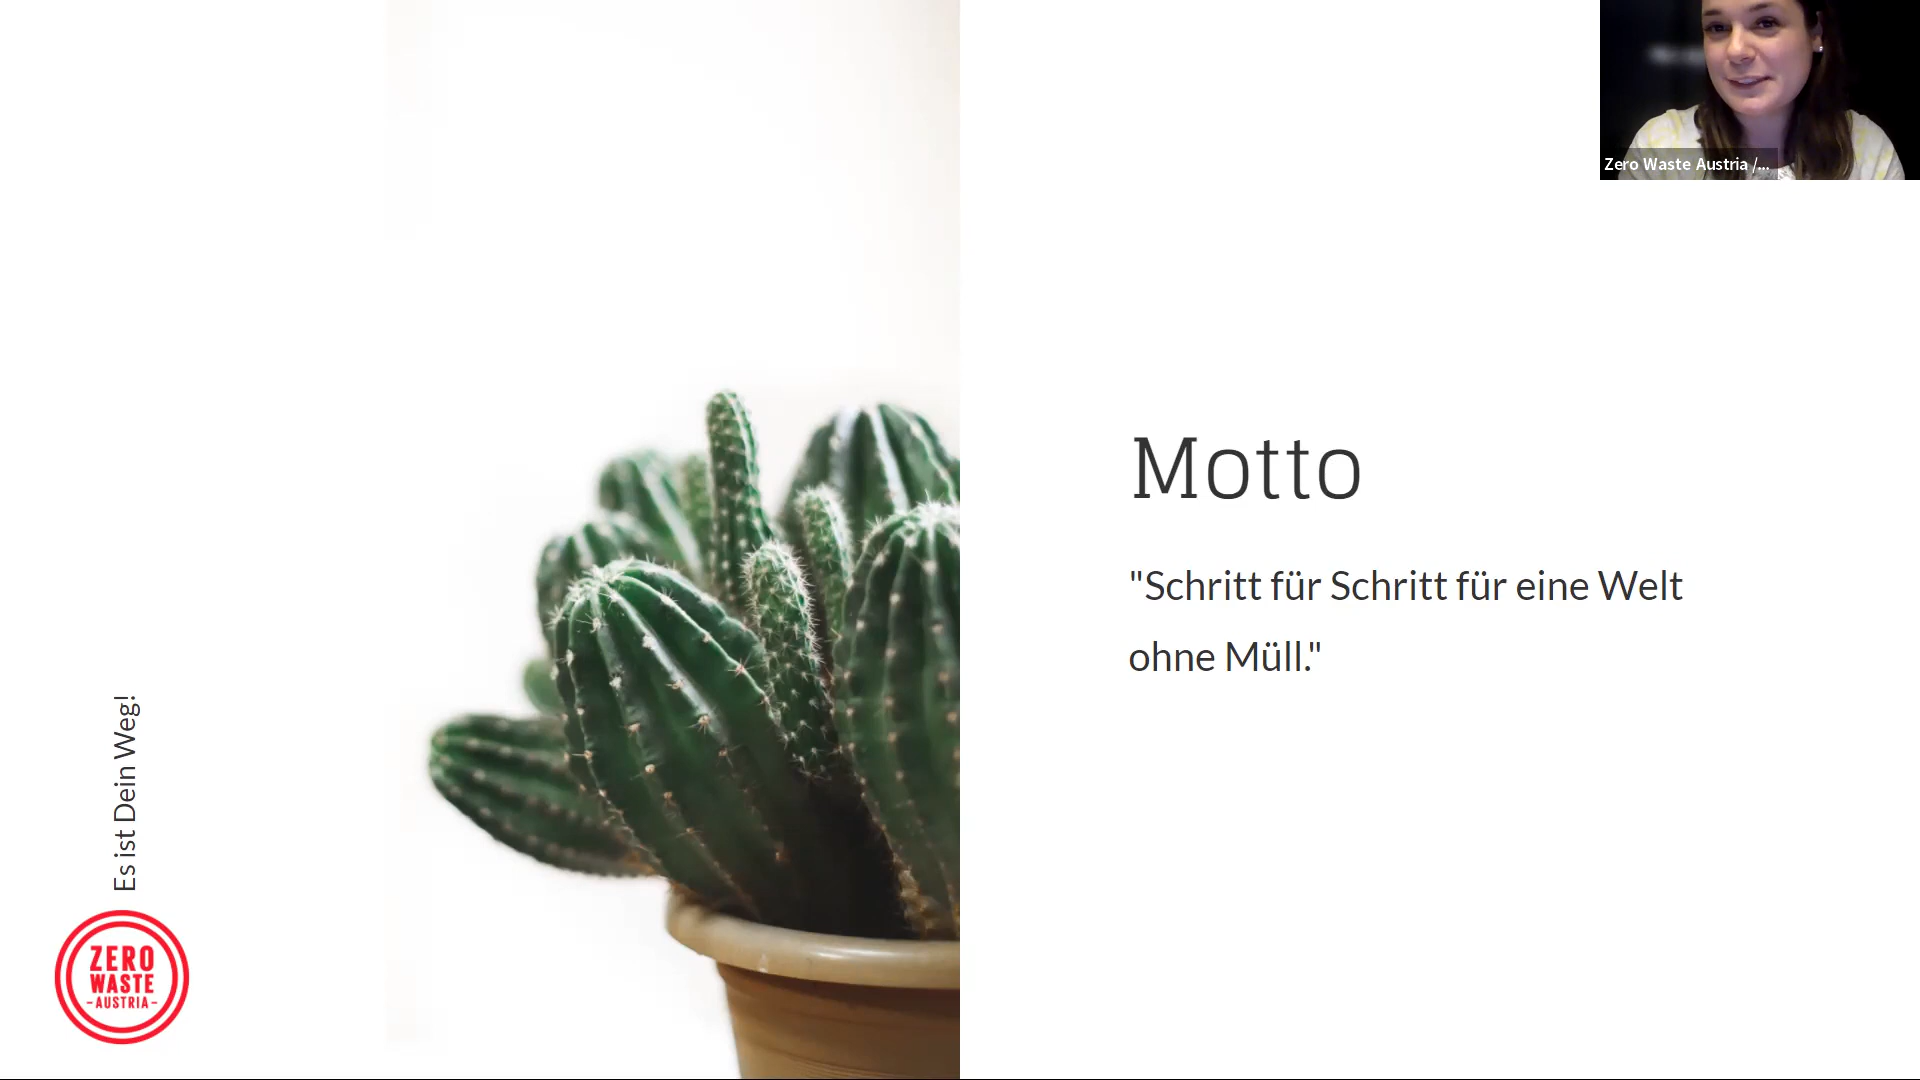 Zero Waste Austria /...
Motto
"Schritt für Schritt für eine Welt
ohne Müll."
Es ist Dein Weg!
ZERO
WASTE
-AUSTRIA-